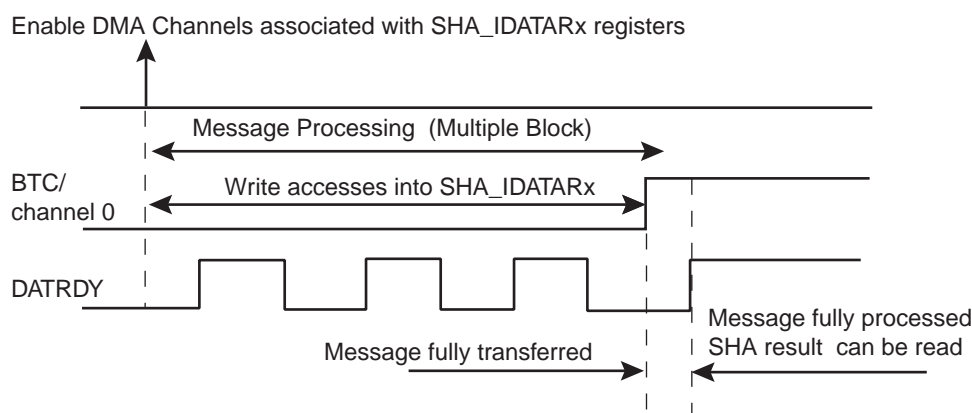 Enable DMA Channels associated with SHA_IDATARx registers
Message Processing (Multiple Block)
BTC/
channel 0
Write accesses into SHA_IDATARx
DATRDY
Message fully transferred
Message fully processed
SHA result can be read